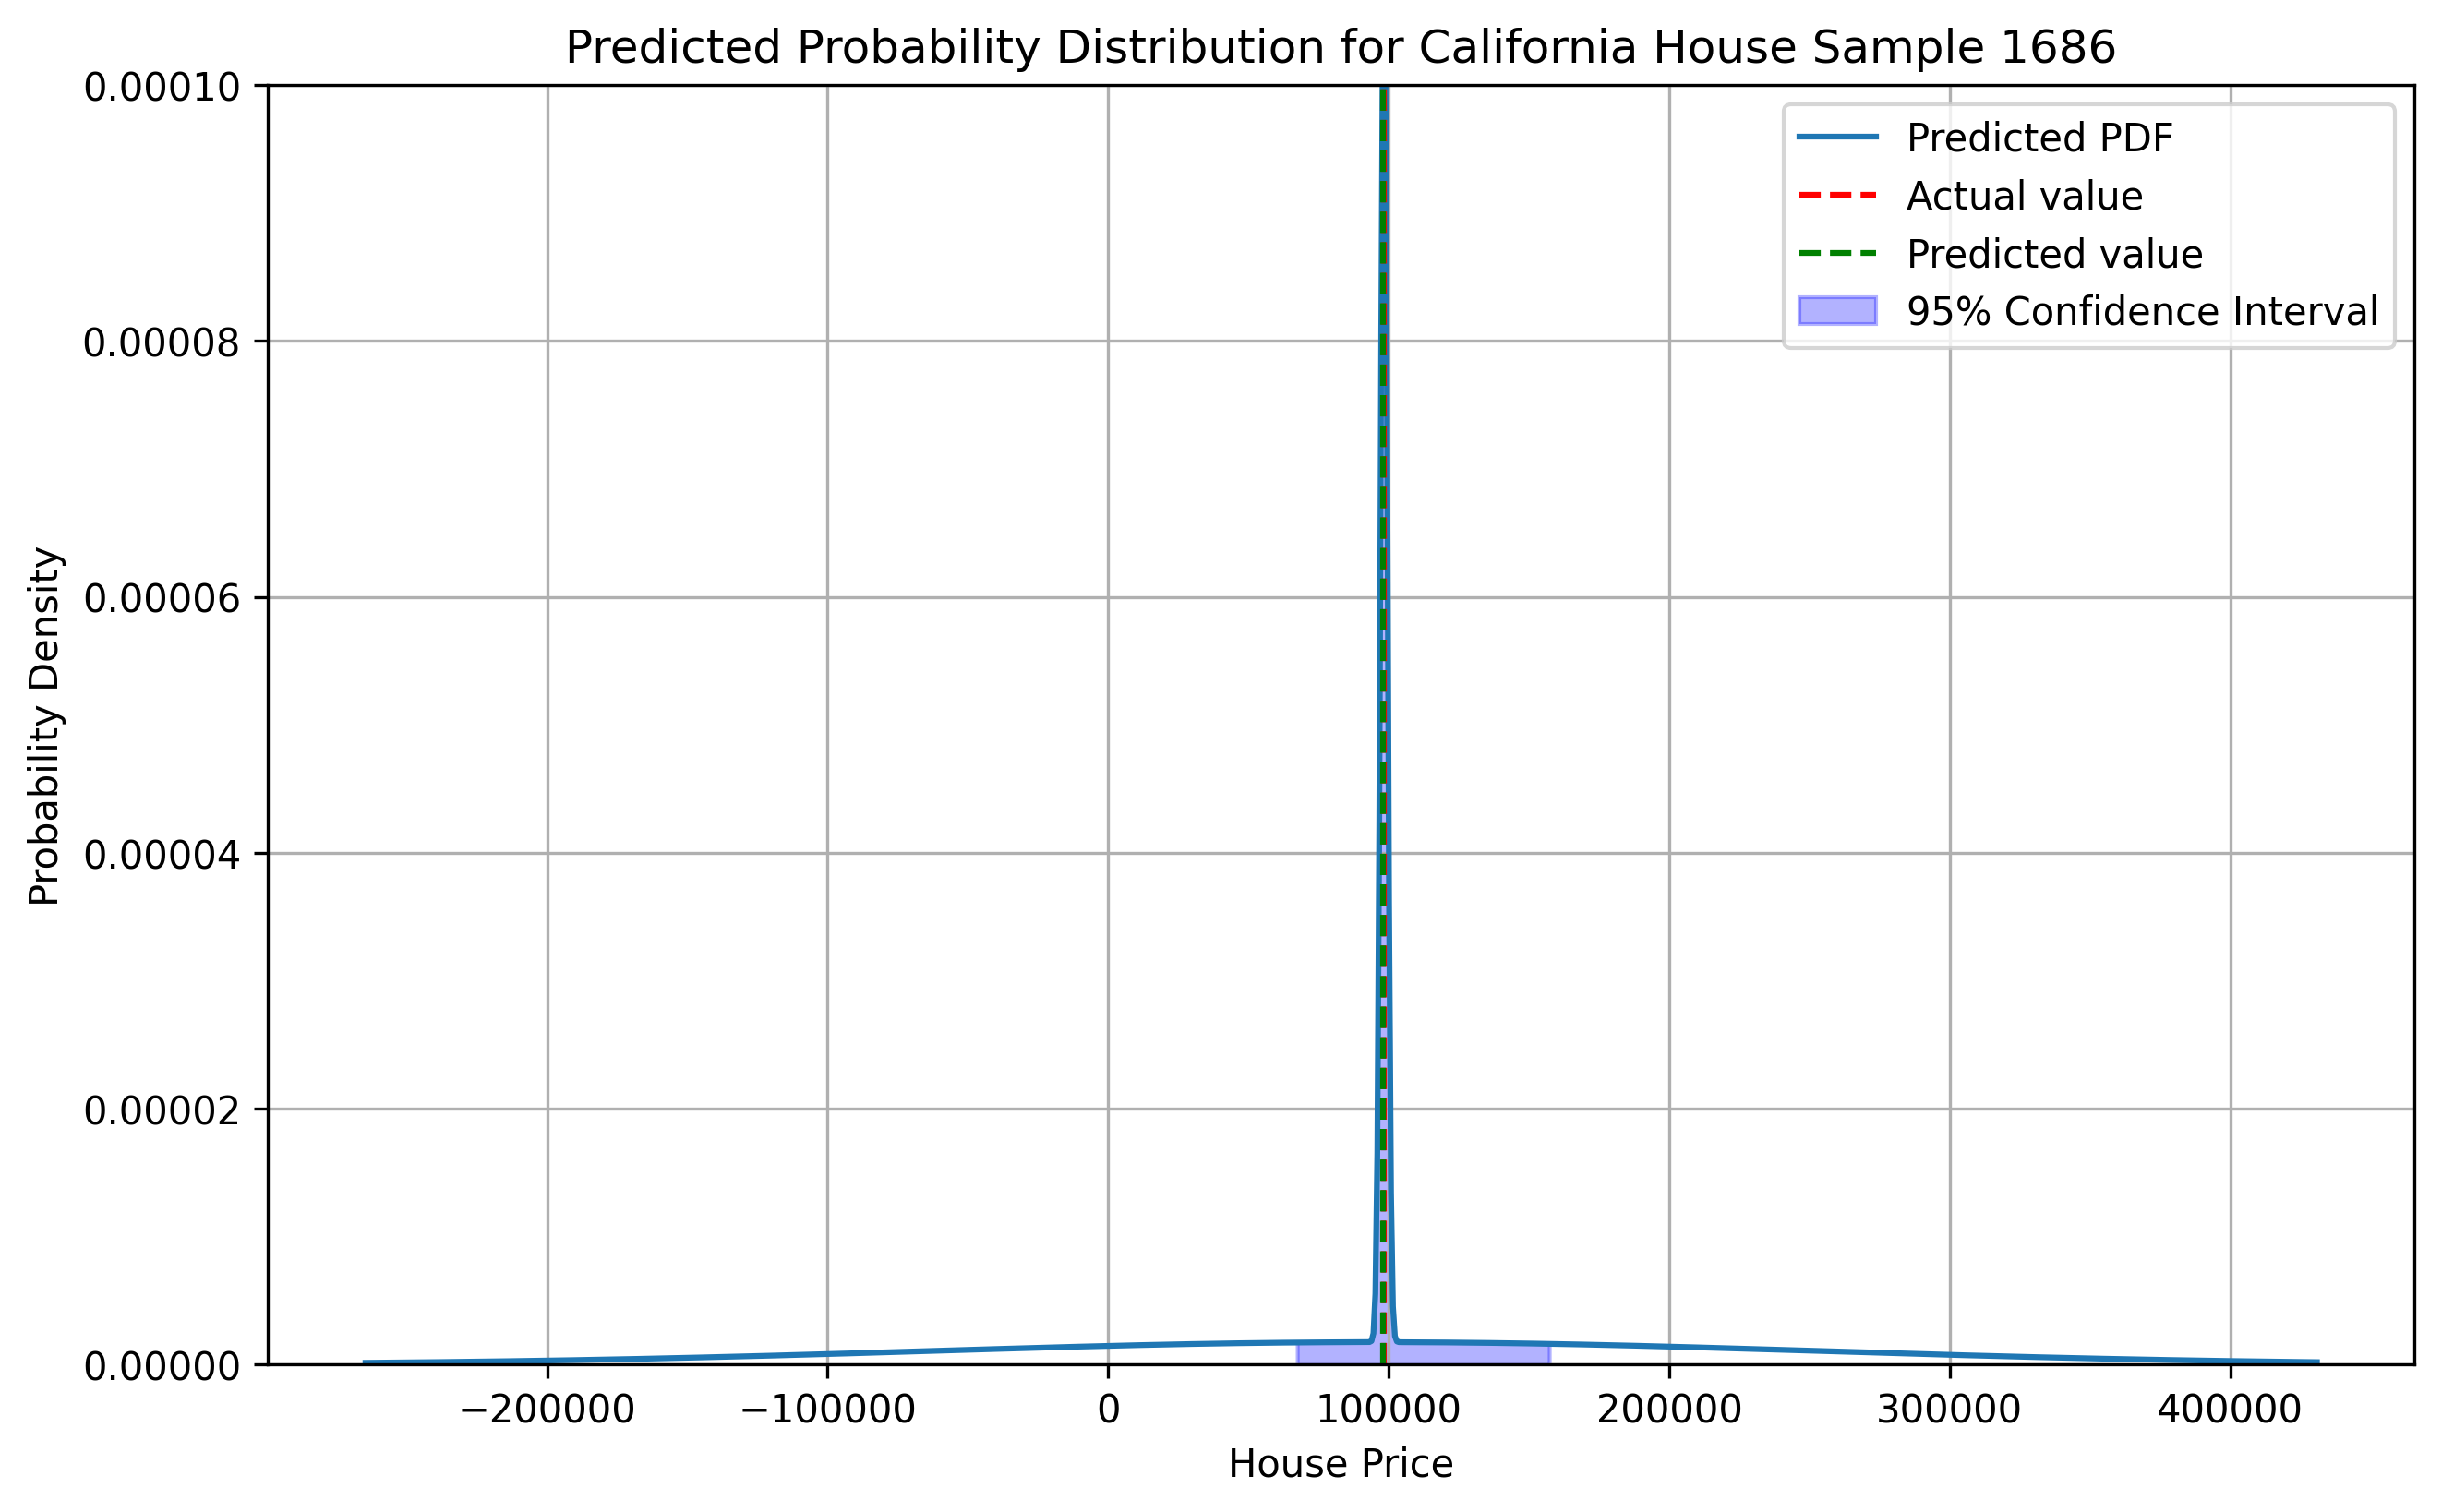 Predicted Probability Distribution for California House Sample 1686
0.00010
0.00008
0.00006
0.00004
0.00002
0.00000
Probability Density
Predicted PDF
Actual value
Predicted value
95% Confidence Interval
−200000
−100000
0
100000
200000
300000
400000
House Price